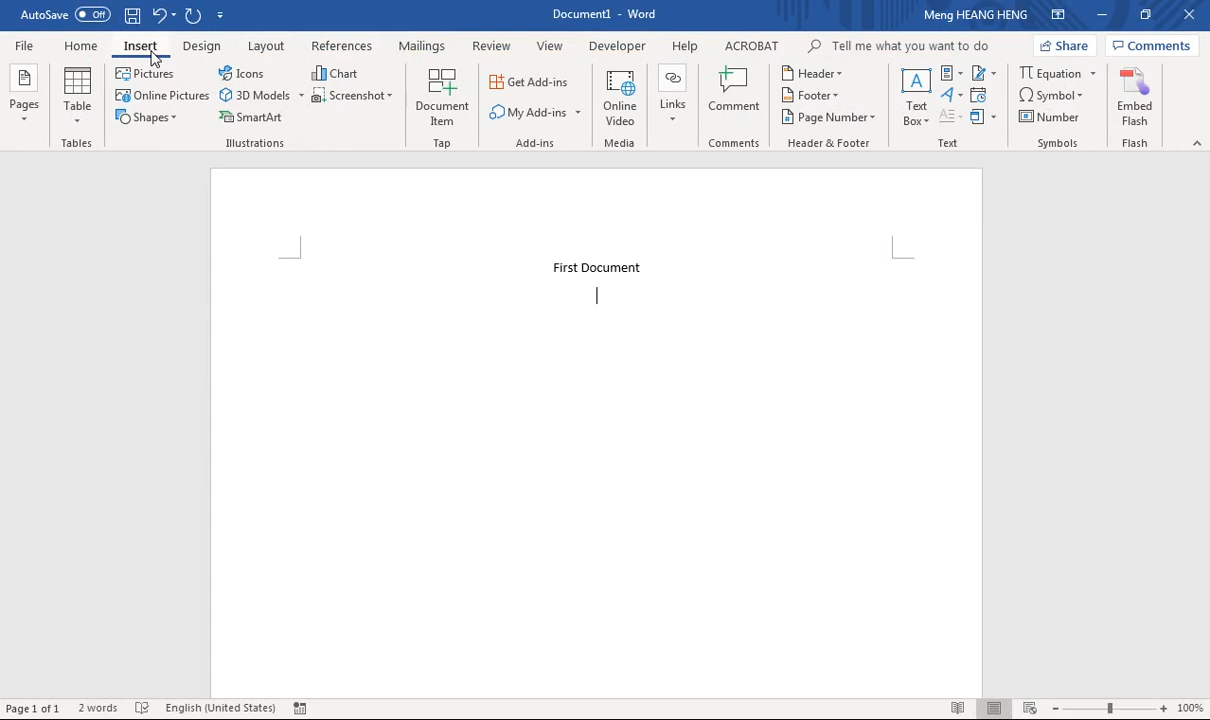 AutoSave Off Document1 - Word Meng HEANG HENG
File Home Insert Design Layout References Mailings Review View Developer Help ACROBAT Tell me what you want to do Share Comments
Pages
Table
Tables
Pictures
Online Pictures
Shapes
Icons
3D Models
SmartArt
Chart
Screenshot
Illustrations
Document
Item
Tap
Get Add-ins
My Add-ins
Add-ins
Online
Video
Media
Links
Comment
Comments
Header
Footer
Page Number
Header & Footer
Text
Box
Text
Equation
Symbol
Number
Symbols
Embed
Flash
Flash
First Document
Page 1 of 1 2 words English (United States) 100%